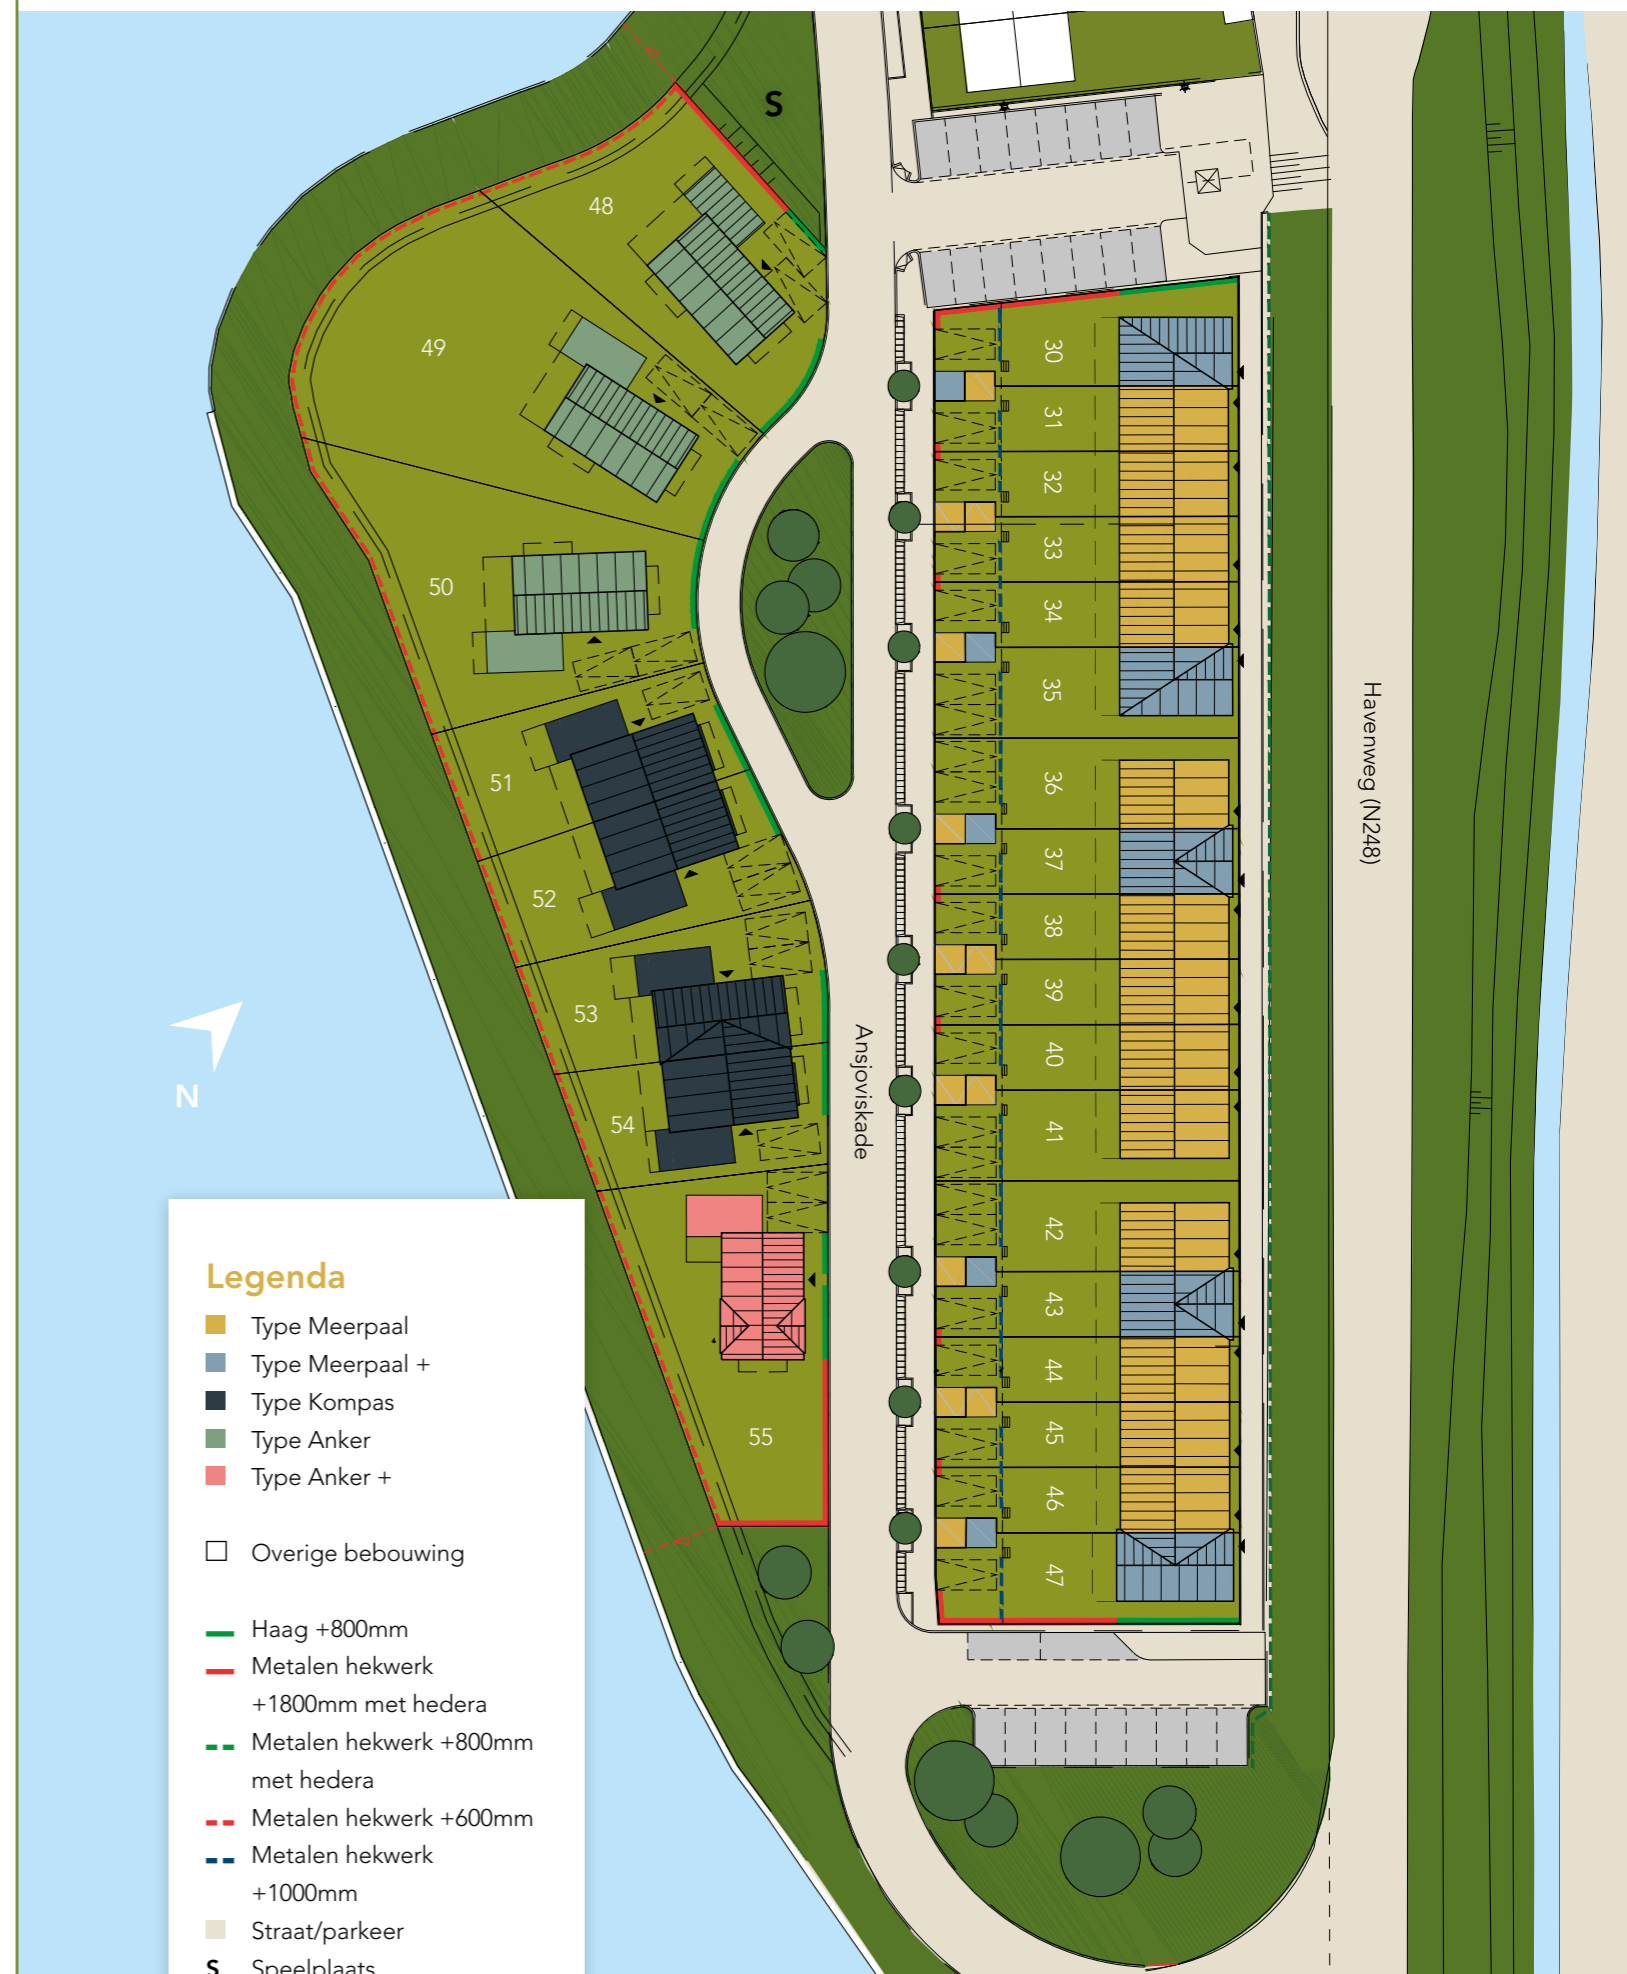 S
48
49
50
51
52
53
54
55
30
31
32
33
34
35
36
37
38
39
40
41
42
43
44
45
46
47
Havenweg (N248)
Ansjoviskade
N
Legenda
Type Meerpaal
Type Meerpaal +
Type Kompas
Type Anker
Type Anker +
Overige bebouwing
Haag +800mm
Metalen hekwerk
+1800mm met hedera
Metalen hekwerk +800mm
met hedera
Metalen hekwerk +600mm
Metalen hekwerk
+1000mm
Straat/parkeer
S Speelplaats